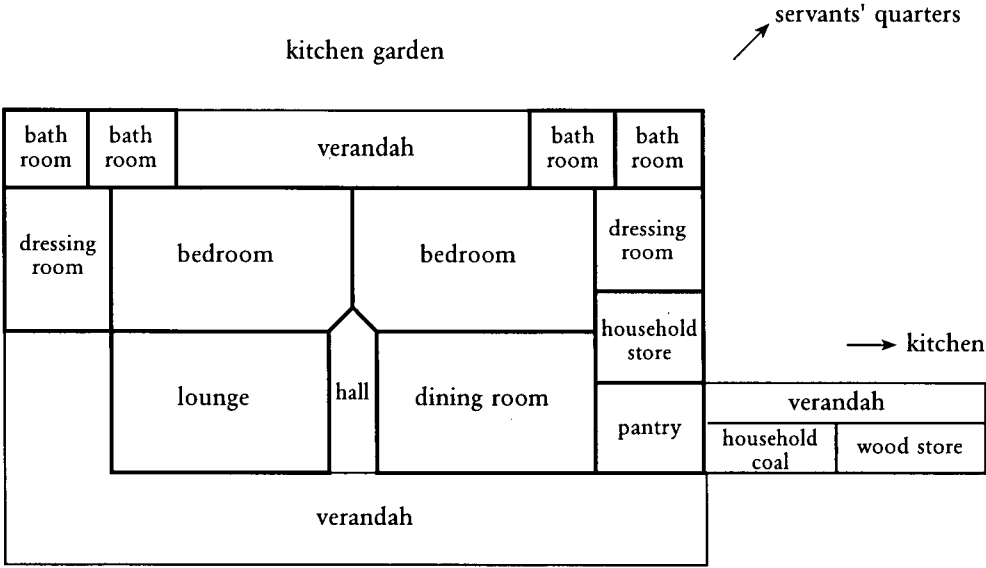 servants' quarters
kitchen garden
bath
room
bath
room
verandah
bath
room
bath
room
dressing
room
bedroom
bedroom
dressing
room
household
store
kitchen
lounge
hall
dining room
pantry
verandah
household
coal
wood store
verandah